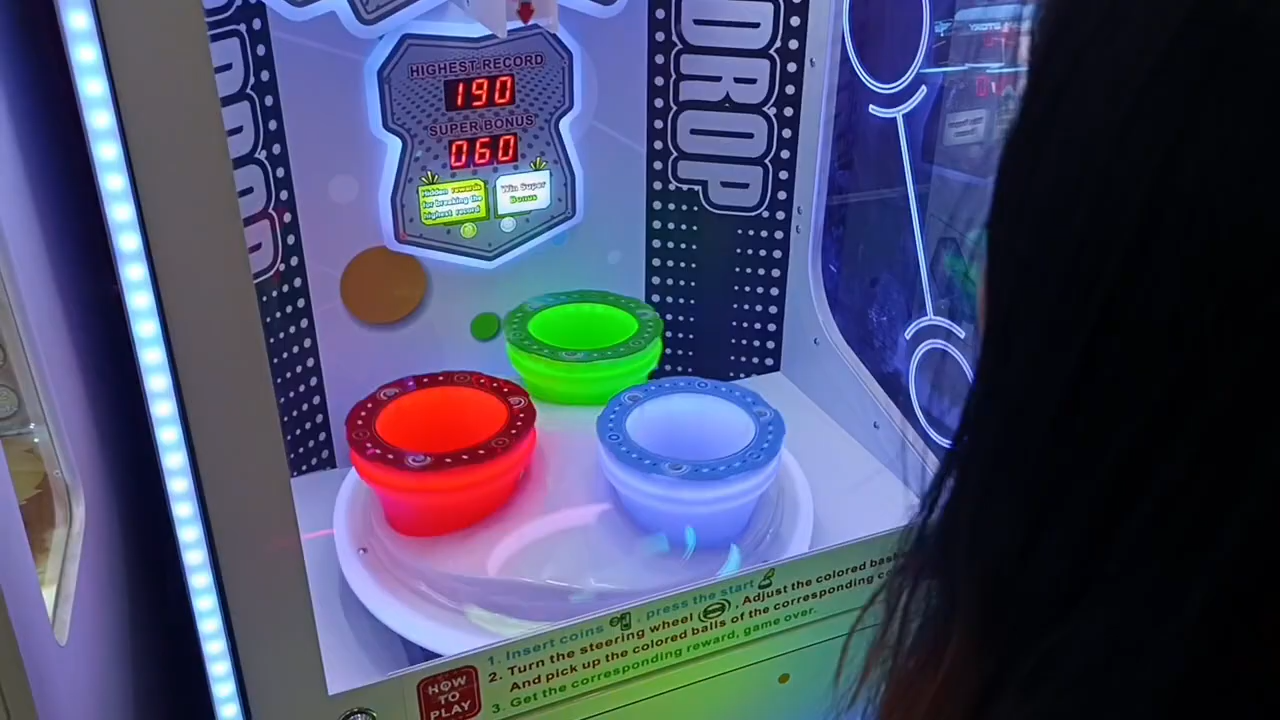 HIGHEST RECORD
190
SUPER BONUS
060
Hidden rewards
for breaking the
highest record
Win Super
Bonus
DROP
HOW
TO
PLAY
1. Insert coins , press the start
2. Turn the steering wheel , Adjust the colored
And pick up the colored balls of the corresponding
3. Get the corresponding reward, game over.